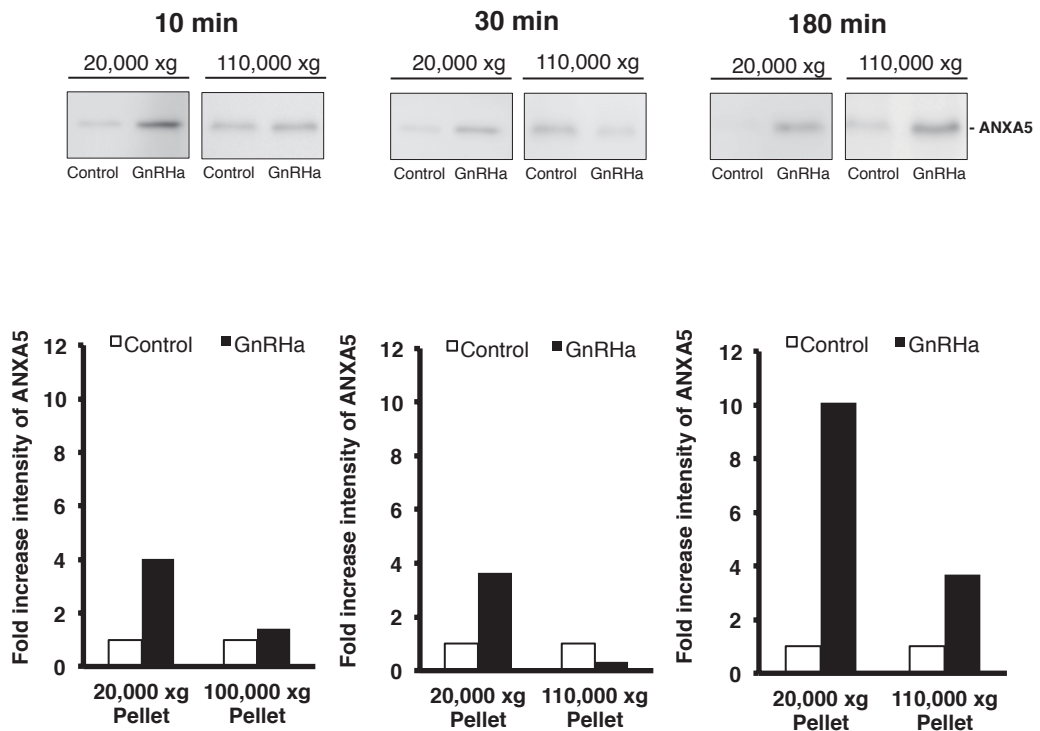 10 min
30 min
180 min
20,000 xg
110,000 xg
20,000 xg
110,000 xg
20,000 xg
110,000 xg
- ANXA5
Control GnRHa
Control GnRHa
Control GnRHa
Control GnRHa
Control GnRHa
Control GnRHa
Fold increase intensity of ANXA5
Control GnRHa
12
10
8
6
4
2
0
20,000 xg
Pellet
100,000 xg
Pellet
Fold increase intensity of ANXA5
Control GnRHa
12
10
8
6
4
2
0
20,000 xg
Pellet
110,000 xg
Pellet
Fold increase intensity of ANXA5
Control GnRHa
12
10
8
6
4
2
0
20,000 xg
Pellet
110,000 xg
Pellet